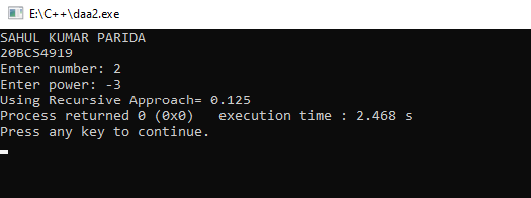 E:\C++\daa2.exe
SAHUL KUMAR PARIDA
20BCS4919
Enter number: 2
Enter power: -3
Using Recursive Approach= 0.125
Process returned 0 (0x0)   execution time : 2.468 s
Press any key to continue.